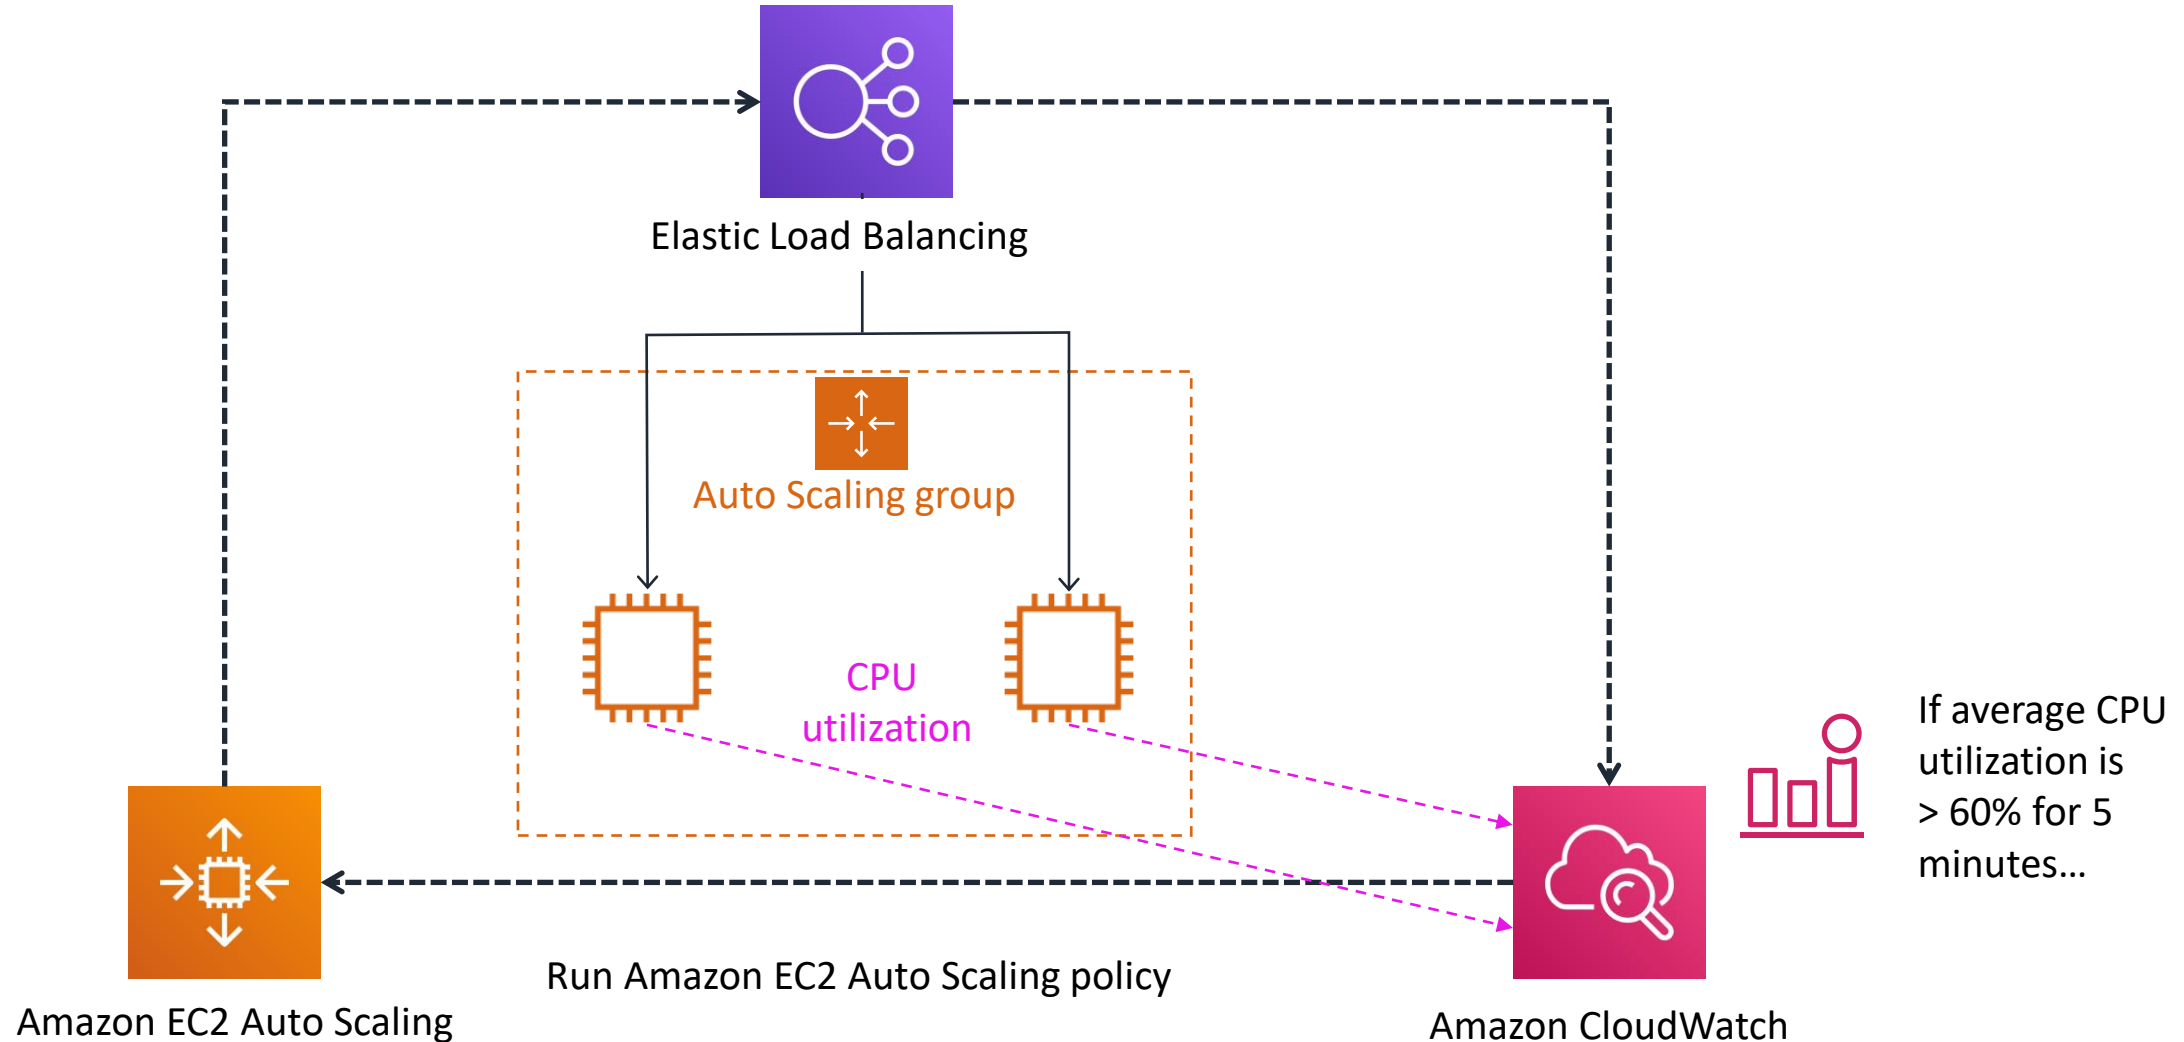 Elastic Load Balancing
Auto Scaling group
CPU
utilization
If average CPU
utilization is
> 60% for 5
minutes...
Run Amazon EC2 Auto Scaling policy
Amazon EC2 Auto Scaling
Amazon CloudWatch